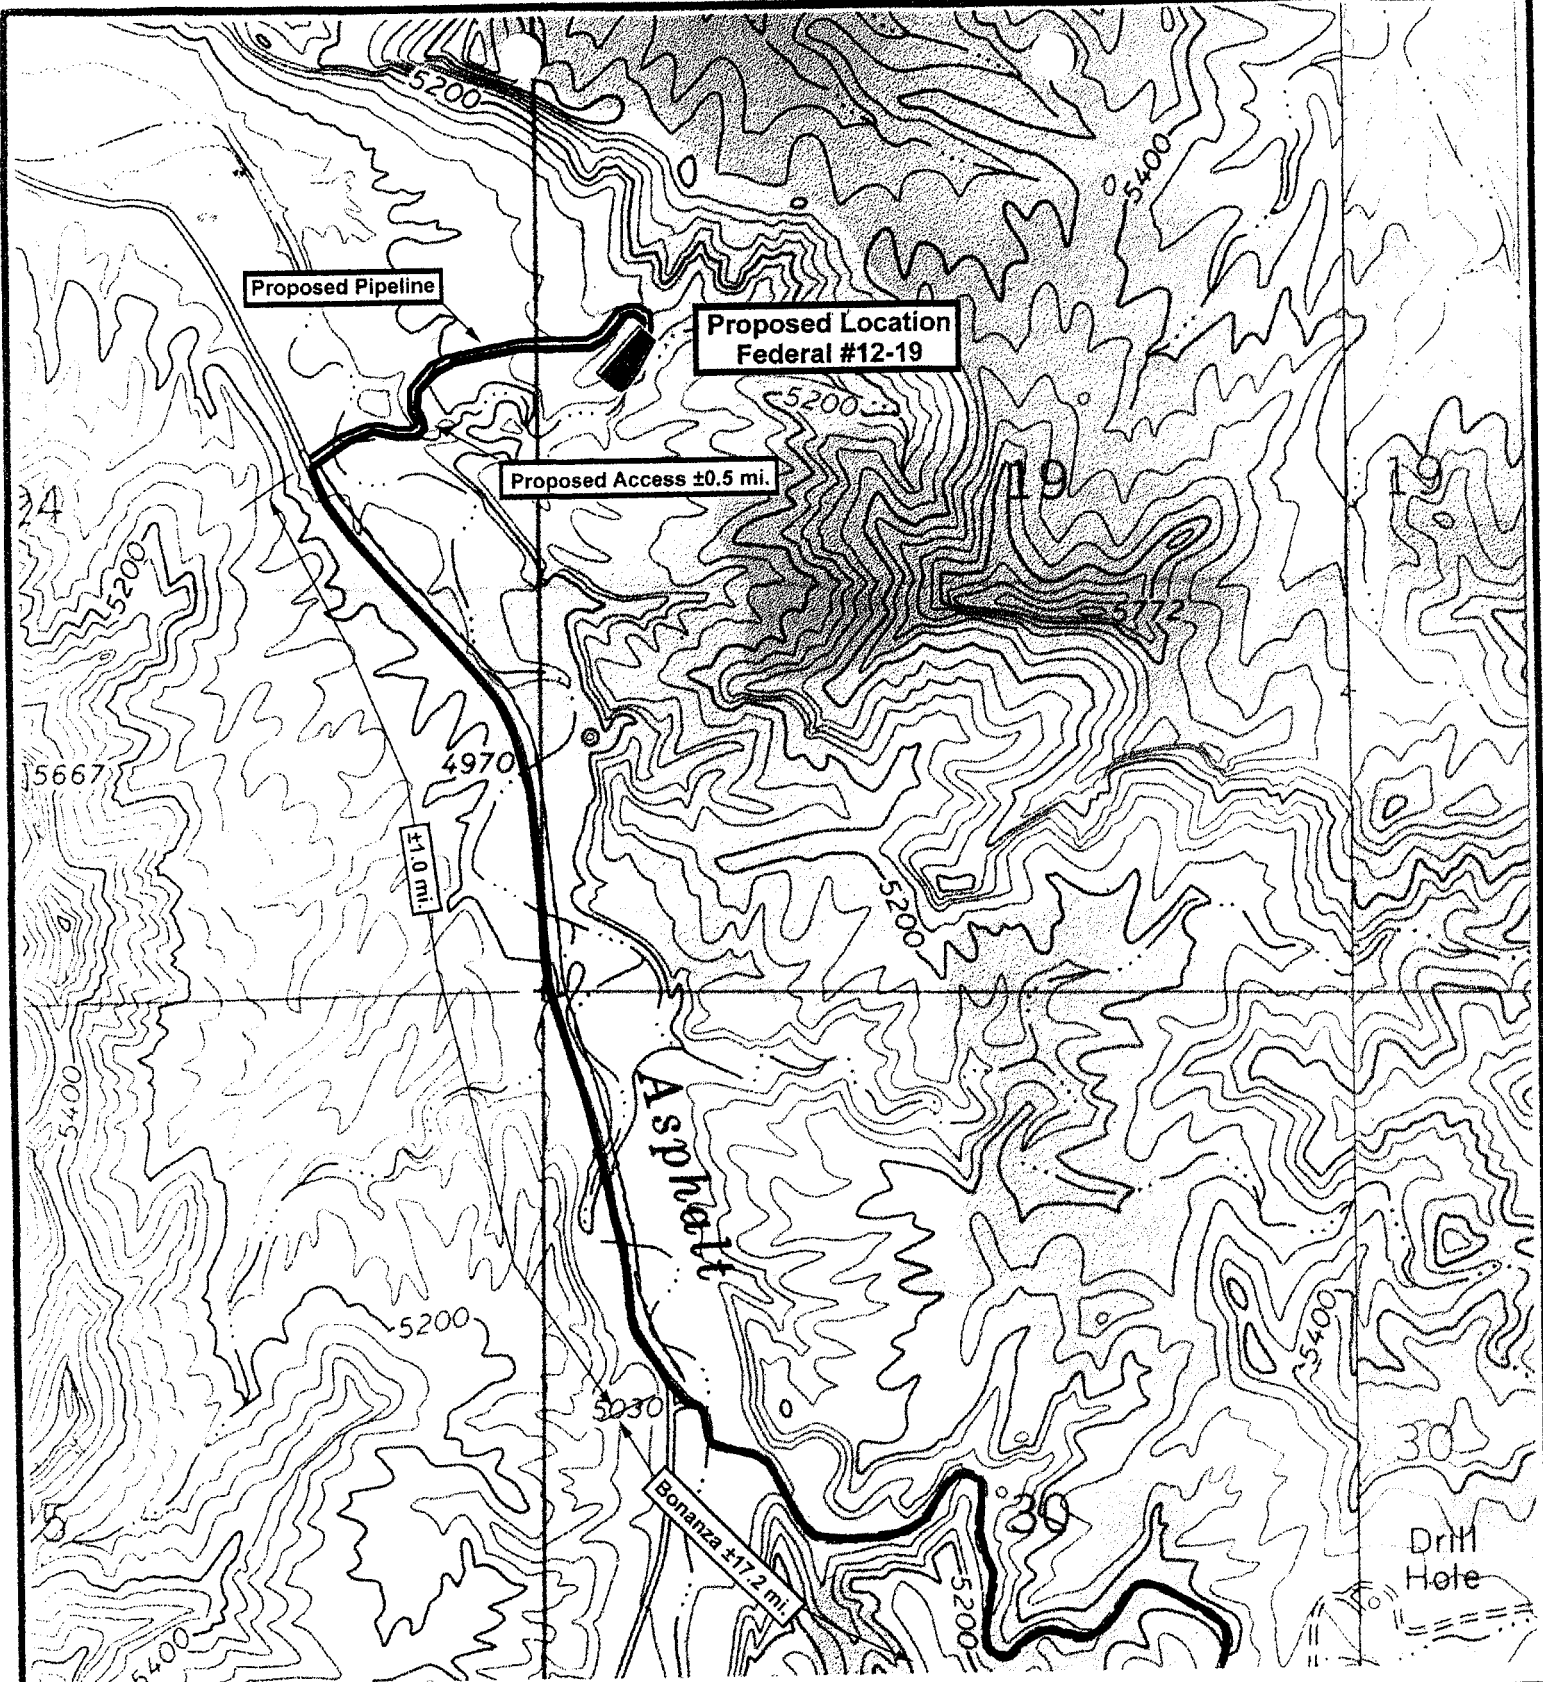 5200
5400
Proposed Pipeline
Proposed Location
Federal #12-19
5200
Proposed Access ±0.5 mi.
19
19
24
5200
5772
4970
5667
±1.0 mi.
5200
Asphalt
5400
5200
5400
5030
30
Bonanza ±17.2 mi.
30
5
Drill
Hole
5200
5400